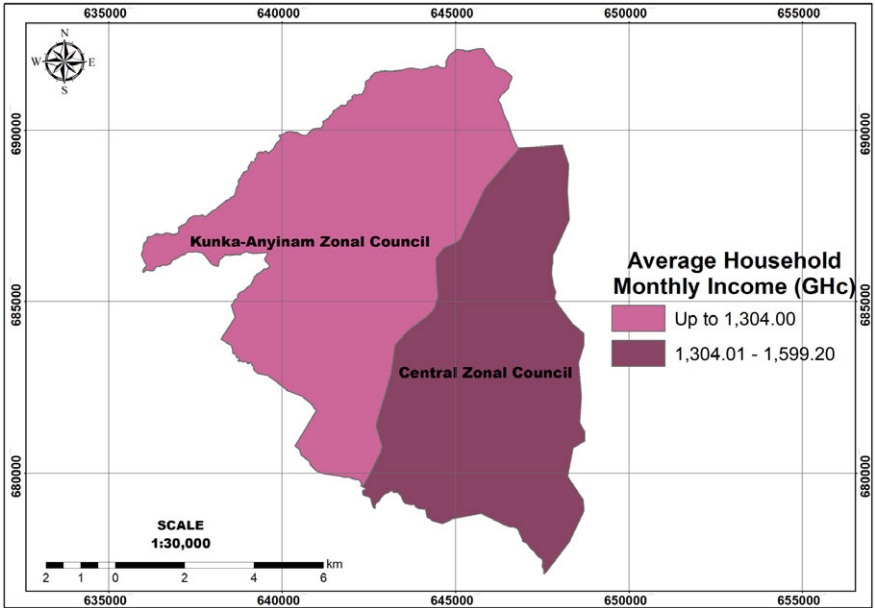 635000 640000 645000 650000 655000
N
W E
S
690000 690000
Kunka-Anyinam Zonal Council
Average Household
Monthly Income (GHc)
685000 685000
Up to 1,304.00
1,304.01 - 1,599.20
Central Zonal Council
680000 680000
SCALE
1:30,000
km
2 1 0 2 4 6
635000 640000 645000 650000 655000